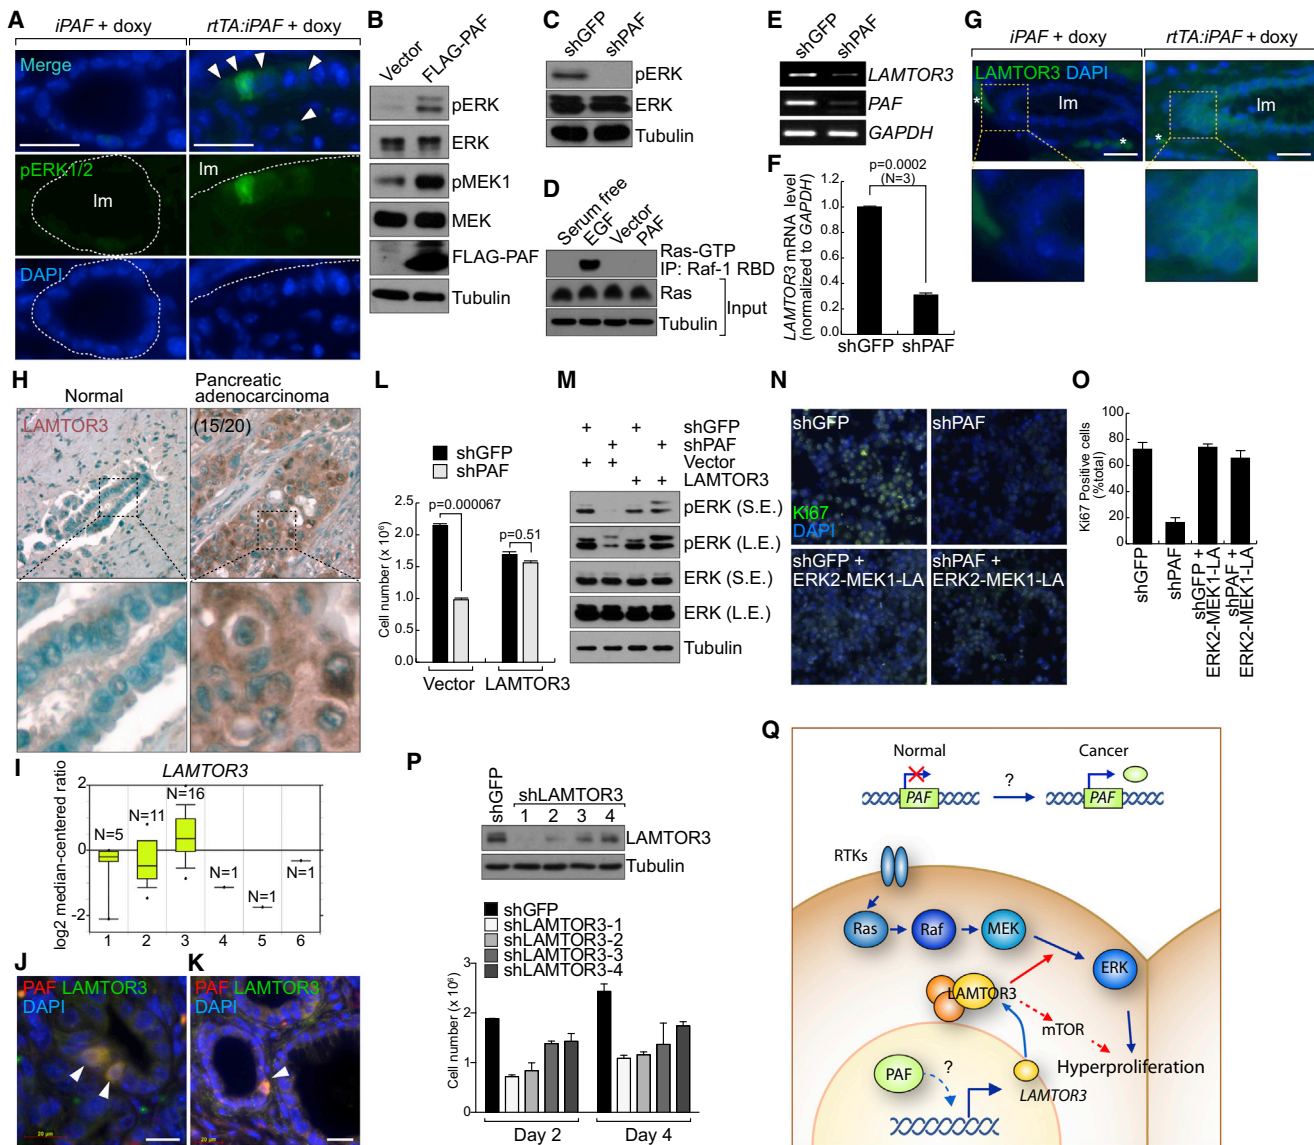 A
iPAF + doxy
rtTA:iPAF + doxy
Merge
pERK1/2
lm
lm
DAPI
B
Vector
FLAG-PAF
pERK
ERK
pMEK1
MEK
FLAG-PAF
Tubulin
C
shGFP
shPAF
pERK
ERK
Tubulin
D
Serum free
EGF
Vector
PAF
Ras-GTP
IP: Raf-1 RBD
Ras
Tubulin
Input
E
shGFP
shPAF
LAMTOR3
PAF
GAPDH
F
p=0.0002
(N=3)
LAMTOR3 mRNA level
(normalized to GAPDH)
1.2
1.0
0.8
0.6
0.4
0.2
0.0
shGFP
shPAF
G
iPAF + doxy
rtTA:iPAF + doxy
LAMTOR3 DAPI
lm
lm
*
*
*
H
Normal
Pancreatic
adenocarcinoma
LAMTOR3
(15/20)
I
LAMTOR3
log2 median-centered ratio
2
0
-2
N=5
N=11
N=16
N=1
N=1
N=1
1 2 3 4 5 6
J
PAF LAMTOR3
DAPI
20 µm
K
PAF LAMTOR3
DAPI
20 µm
L
shGFP
shPAF
Cell number (x 10⁶)
2.5
2.0
1.5
1.0
0.5
0.0
p=0.000067
p=0.51
Vector
LAMTOR3
M
+ + shGFP
+ + shPAF
+ + Vector
+ + LAMTOR3
pERK (S.E.)
pERK (L.E.)
ERK (S.E.)
ERK (L.E.)
Tubulin
N
shGFP
shPAF
Ki67
DAPI
shGFP +
ERK2-MEK1-LA
shPAF +
ERK2-MEK1-LA
O
Ki67 Positive cells
(%total)
100
80
60
40
20
0
shGFP
shPAF
shGFP +
ERK2-MEK1-LA
shPAF +
ERK2-MEK1-LA
P
shGFP
shLAMTOR3
1 2 3 4
LAMTOR3
Tubulin
shGFP
shLAMTOR3-1
shLAMTOR3-2
shLAMTOR3-3
shLAMTOR3-4
Cell number (x 10⁶)
3
2
1
0
Day 2
Day 4
Q
Normal
Cancer
?
PAF
PAF
RTKs
Ras
Raf
MEK
ERK
LAMTOR3
mTOR
Hyperproliferation
PAF
?
LAMTOR3